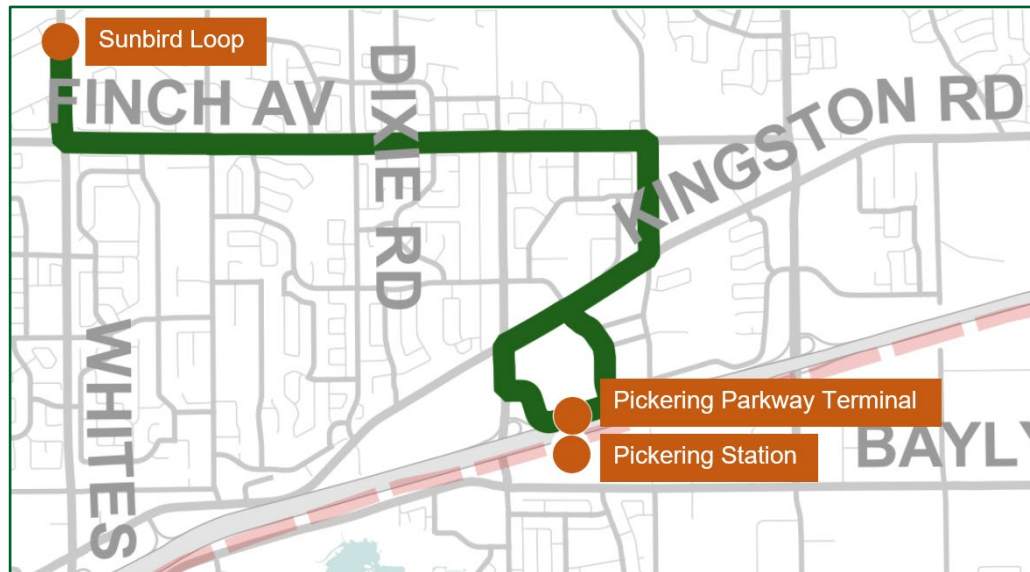 Sunbird Loop
FINCH AV
DIXIE RD
KINGSTON RD
WHITES
Pickering Parkway Terminal
Pickering Station
BAYLY